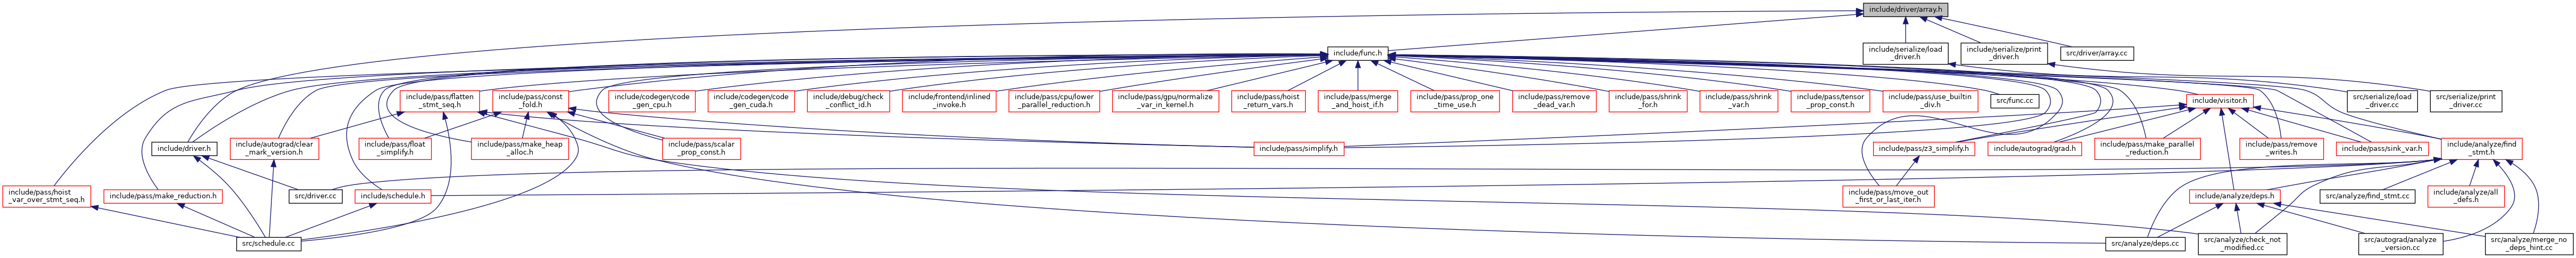 include/driver/array.h
include/func.h
include/serialize/load
_driver.h
include/serialize/print
_driver.h
src/driver/array.cc
include/pass/flatten
_stmt_seq.h
include/pass/const
_fold.h
include/codegen/code
_gen_cpu.h
include/codegen/code
_gen_cuda.h
include/debug/check
_conflict_id.h
include/frontend/inlined
_invoke.h
include/pass/cpu/lower
_parallel_reduction.h
include/pass/gpu/normalize
_var_in_kernel.h
include/pass/hoist
_return_vars.h
include/pass/merge
_and_hoist_if.h
include/pass/prop_one
_time_use.h
include/pass/remove
_dead_var.h
include/pass/shrink
_for.h
include/pass/shrink
_var.h
include/pass/tensor
_prop_const.h
include/pass/use_builtin
_div.h
src/func.cc
include/visitor.h
src/serialize/load
_driver.cc
src/serialize/print
_driver.cc
include/driver.h
include/autograd/clear
_mark_version.h
include/pass/float
_simplify.h
include/pass/make_heap
_alloc.h
include/pass/scalar
_prop_const.h
include/pass/simplify.h
include/pass/z3_simplify.h
include/autograd/grad.h
include/pass/make_parallel
_reduction.h
include/pass/remove
_writes.h
include/pass/sink_var.h
include/analyze/find
_stmt.h
include/pass/hoist
_var_over_stmt_seq.h
include/pass/make_reduction.h
src/driver.cc
include/schedule.h
include/pass/move_out
_first_or_last_iter.h
include/analyze/deps.h
src/analyze/find_stmt.cc
include/analyze/all
_defs.h
src/schedule.cc
src/analyze/deps.cc
src/analyze/check_not
_modified.cc
src/autograd/analyze
_version.cc
src/analyze/merge_no
_deps_hint.cc